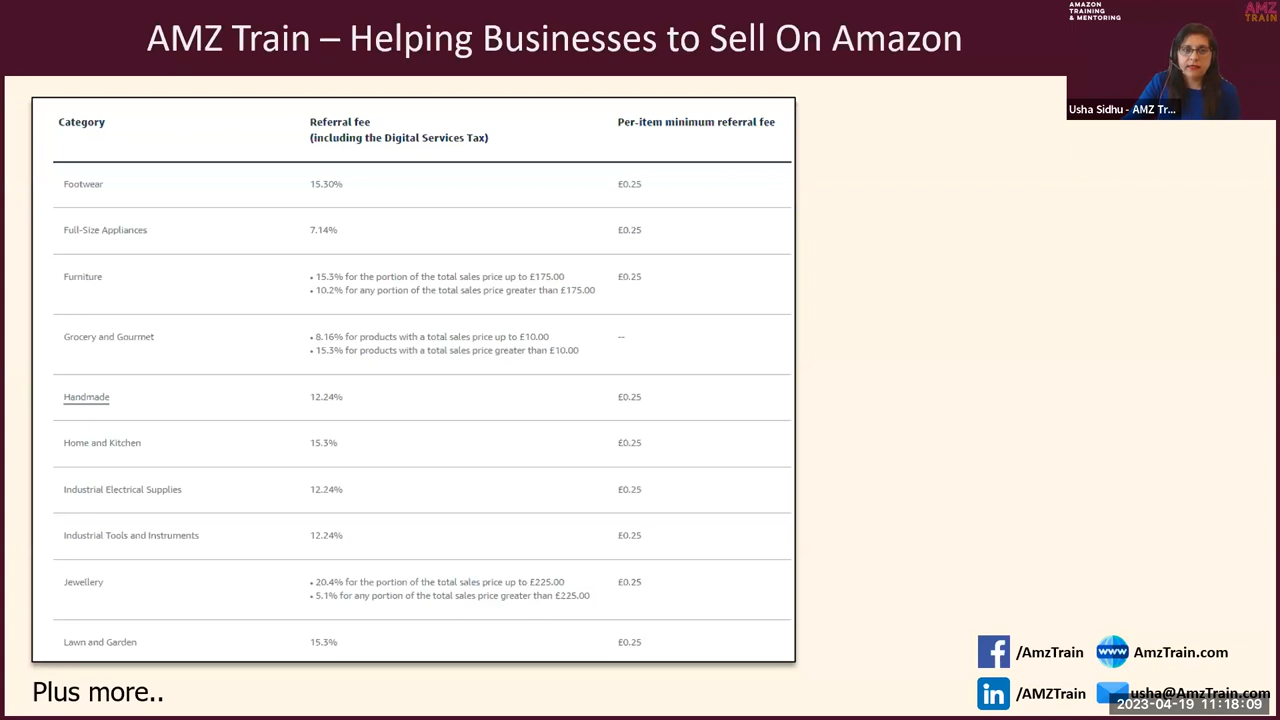 AMZ Train – Helping Businesses to Sell On Amazon
AMAZON
TRAINING
& MENTORING
AMZ
TRAIN
Usha Sidhu - AMZ Tr...
Category
Referral fee
(including the Digital Services Tax)
Per-item minimum referral fee
Footwear
15.30%
£0.25
Full-Size Appliances
7.14%
£0.25
Furniture
• 15.3% for the portion of the total sales price up to £175.00
• 10.2% for any portion of the total sales price greater than £175.00
£0.25
Grocery and Gourmet
• 8.16% for products with a total sales price up to £10.00
• 15.3% for products with a total sales price greater than £10.00
--
Handmade
12.24%
£0.25
Home and Kitchen
15.3%
£0.25
Industrial Electrical Supplies
12.24%
£0.25
Industrial Tools and Instruments
12.24%
£0.25
Jewellery
• 20.4% for the portion of the total sales price up to £225.00
• 5.1% for any portion of the total sales price greater than £225.00
£0.25
Lawn and Garden
15.3%
£0.25
Plus more..
/AmzTrain
www
AmzTrain.com
in
/AMZTrain
usha@AmzTrain.com
2023-04-19 11:18:09